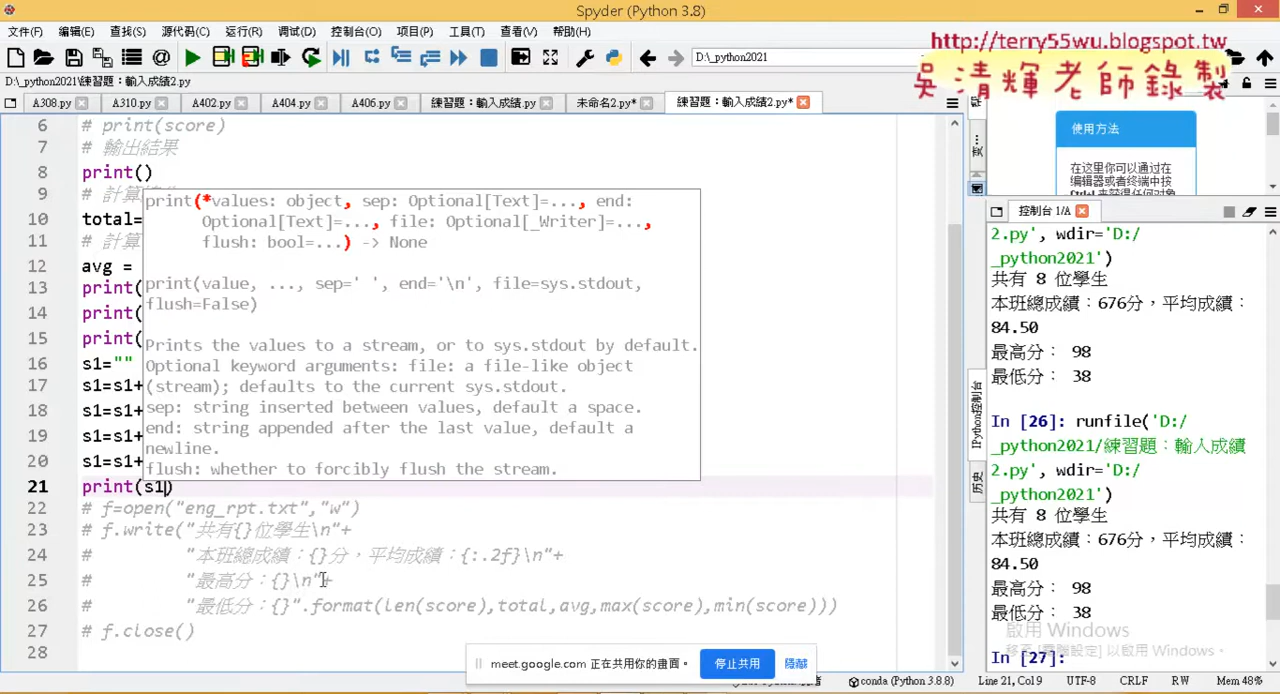 Spyder (Python 3.8)
文件(F) 编辑(E) 查找(S) 源代码(C) 运行(R) 调试(D) 控制台(O) 项目(P) 工具(T) 查看(V) 帮助(H)
D:\_python2021
http://terry55wu.blogspot.tw
吳清輝老師錄製
D:\_python2021\練習題：輸入成績2.py
A308.py A310.py A402.py A404.py A406.py 練習題：輸入成績.py 未命名2.py* 練習題：輸入成績2.py*
6 # print(score)
7 # 輸出結果
8 print()
9 # 計算
10 total=
11 # 計算
12 avg =
13 print(
14 print(
15 print(
16 s1=""
17 s1=s1+
18 s1=s1+
19 s1=s1+
20 s1=s1+
21 print(s1)
22 # f=open("eng_rpt.txt","w")
23 # f.write("共有{}位學生\n"+
24 # "本班總成績：{}分，平均成績：{:.2f}\n"+
25 # "最高分：{}\n"+
26 # "最低分：{}".format(len(score),total,avg,max(score),min(score)))
27 # f.close()
28
print(*values: object, sep: Optional[Text]=..., end:
Optional[Text]=..., file: Optional[_Writer]=...,
flush: bool=...) -> None
print(value, ..., sep=' ', end='\n', file=sys.stdout,
flush=False)
Prints the values to a stream, or to sys.stdout by default.
Optional keyword arguments: file: a file-like object
(stream); defaults to the current sys.stdout.
sep: string inserted between values, default a space.
end: string appended after the last value, default a
newline.
flush: whether to forcibly flush the stream.
使用方法
在这里你可以通过在
编辑器或者终端中按
控制台 1/A
IPython控制台
历史
2.py', wdir='D:/
_python2021')
共有 8 位學生
本班總成績：676分，平均成績：
84.50
最高分： 98
最低分： 38
In [26]: runfile('D:/
_python2021/練習題：輸入成績
2.py', wdir='D:/
_python2021')
共有 8 位學生
本班總成績：676分，平均成績：
84.50
最高分： 98
最低分： 38
啟用 Windows
In [27]:
meet.google.com 正在共用你的畫面。 停止共用 隱藏
conda (Python 3.8.8) Line 21, Col9 UTF-8 CRLF RW Mem 48%